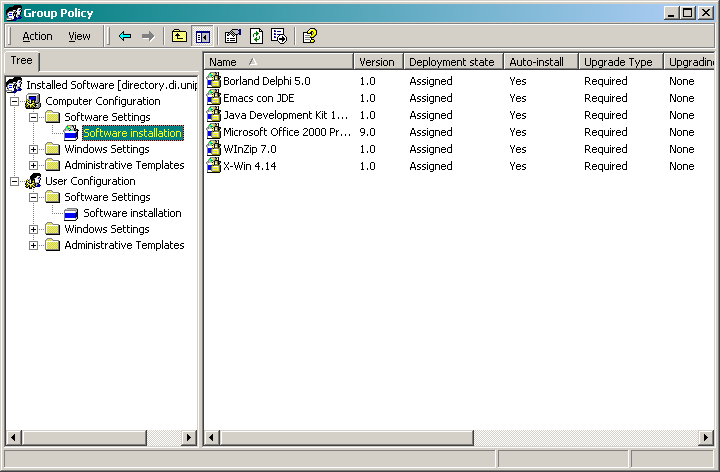 Group Policy
Action View
Tree
Installed Software [directory.di.unip
Computer Configuration
Software Settings
Software installation
Windows Settings
Administrative Templates
User Configuration
Software Settings
Software installation
Windows Settings
Administrative Templates
Name Version Deployment state Auto-install Upgrade Type Upgrading
Borland Delphi 5.0 1.0 Assigned Yes Required None
Emacs con JDE 1.0 Assigned Yes Required None
Java Development Kit 1... 1.0 Assigned Yes Required None
Microsoft Office 2000 Pr... 9.0 Assigned Yes Required None
WInZip 7.0 1.0 Assigned Yes Required None
X-Win 4.14 1.0 Assigned Yes Required None